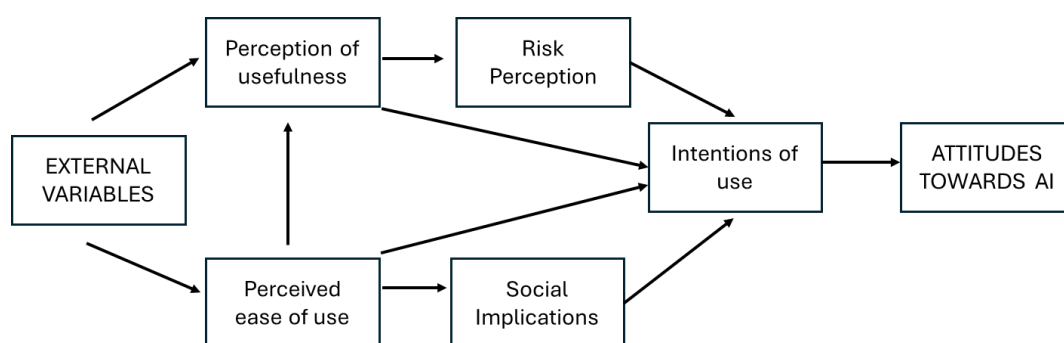 Perception of
usefulness
Risk
Perception
EXTERNAL
VARIABLES
Intentions of
use
ATTITUDES
TOWARDS AI
Perceived
ease of use
Social
Implications